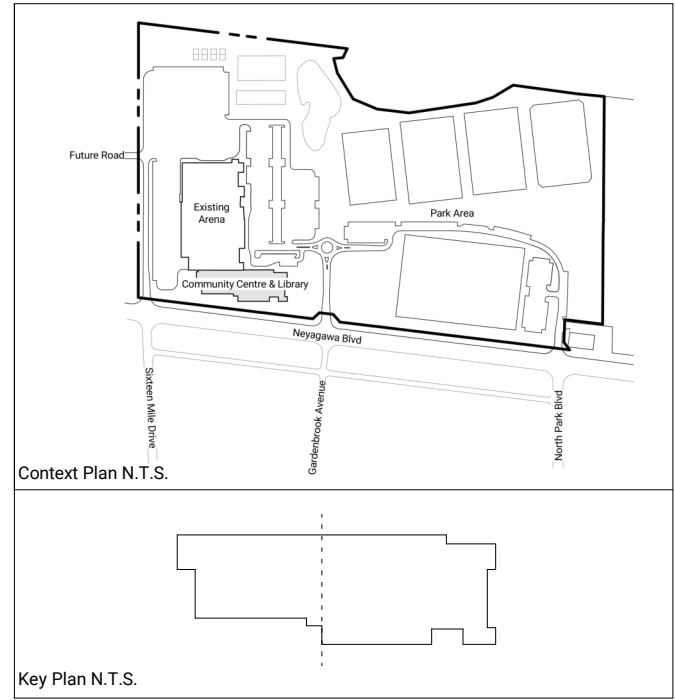 Future Road
Existing
Arena
Park Area
Community Centre & Library
Neyagawa Blvd
Sixteen Mile Drive
Gardenbrook Avenue
North Park Blvd
Context Plan N.T.S.
Key Plan N.T.S.